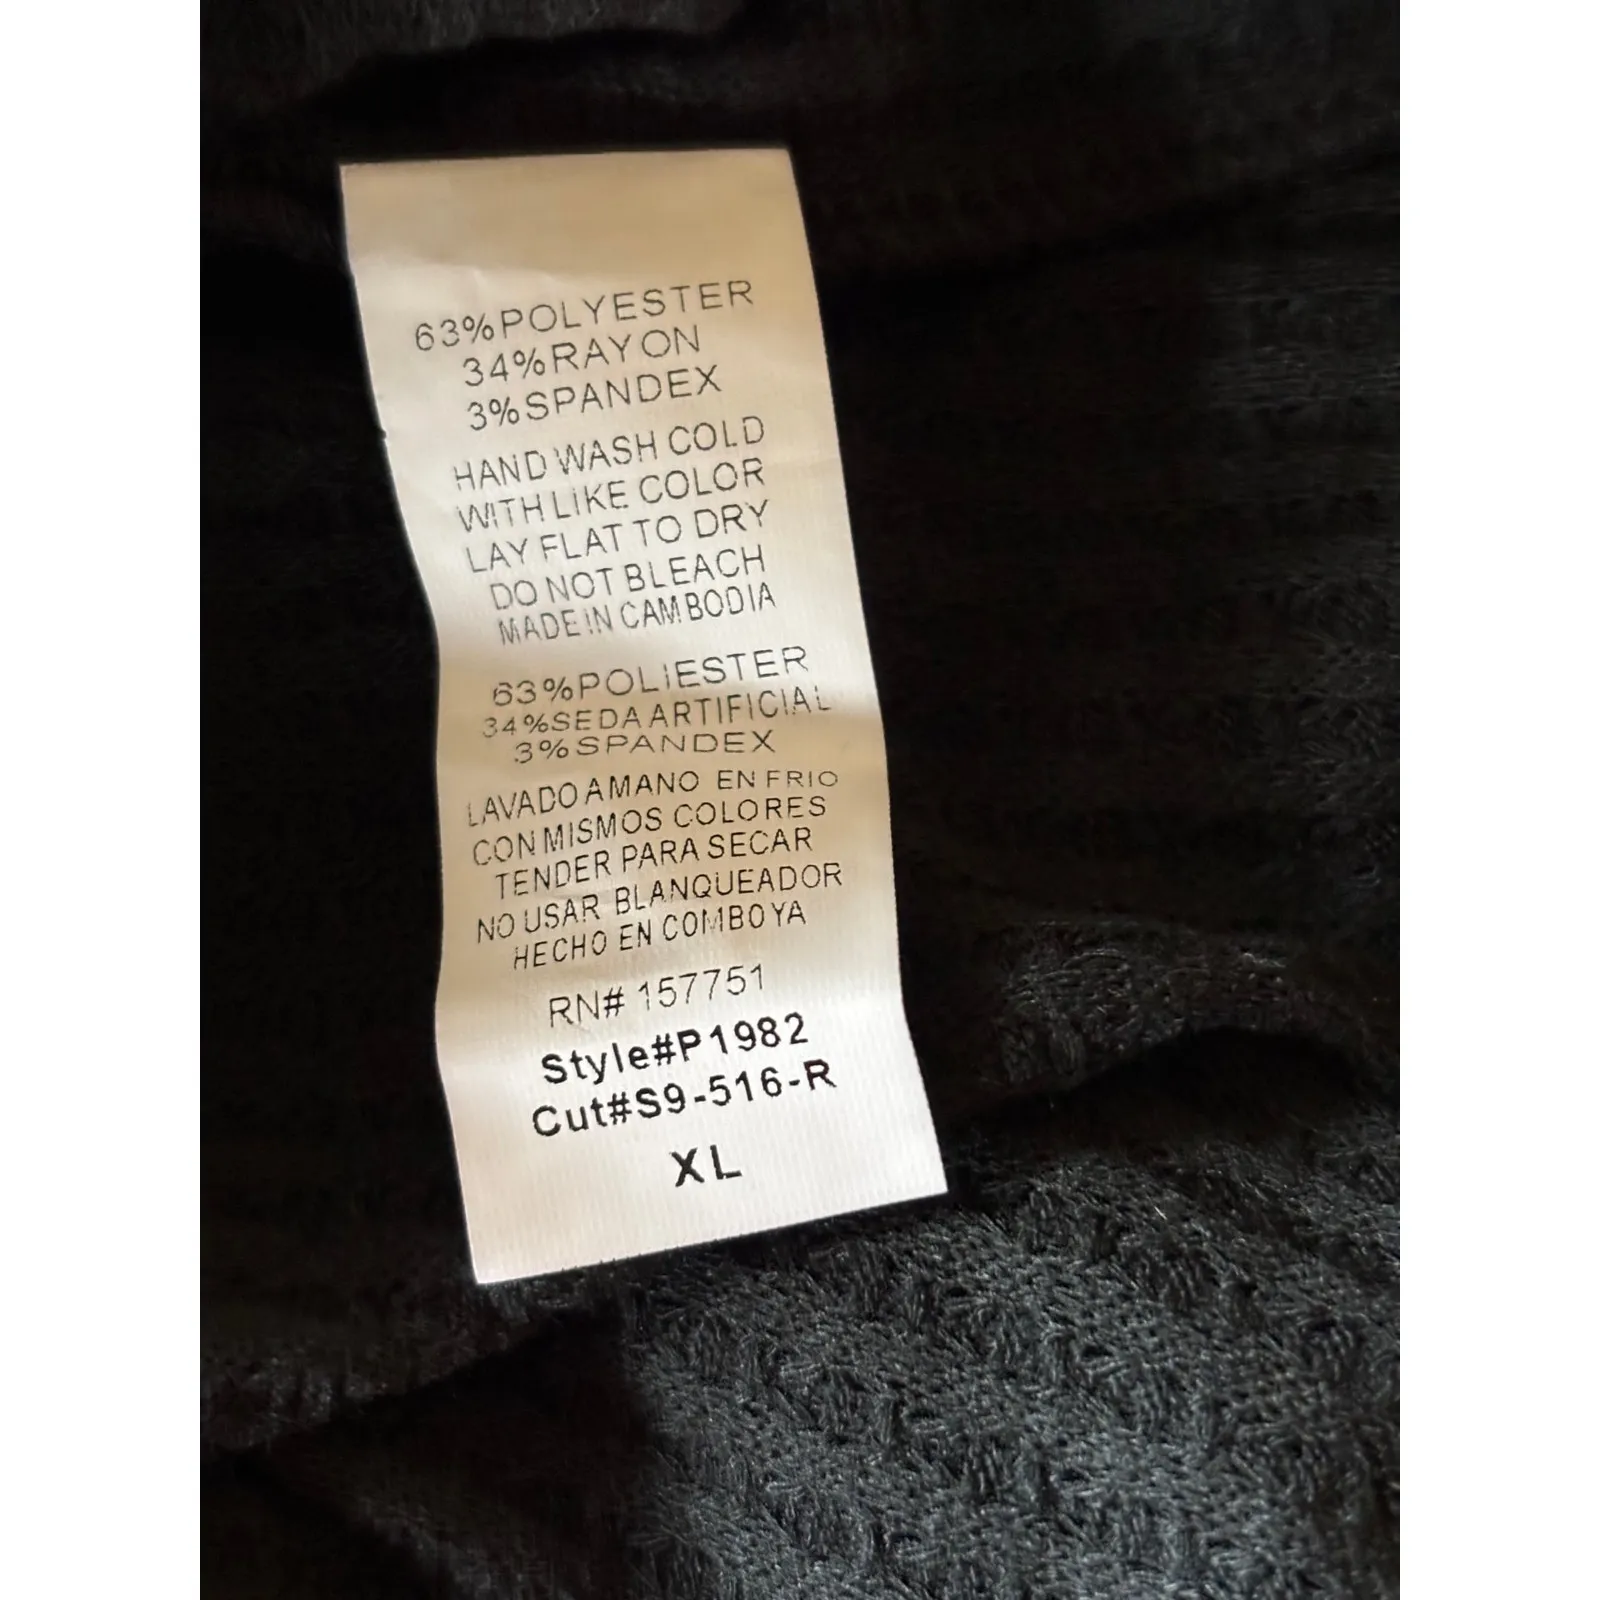 63%POLYESTER
34%RAYON
3%SPANDEX
HAND WASH COLD
WITH LIKE COLOR
LAY FLAT TO DRY
DO NOT BLEACH
MADE IN CAMBODIA
63%POLIESTER
34%SEDA ARTIFICIAL
3%SPANDEX
LAVADO A MANO EN FRIO
CON MISMOS COLORES
TENDER PARA SECAR
NO USAR BLANQUEADOR
HECHO EN COMBOYA
RN# 157751
Style#P1982
Cut#S9-516-R
XL